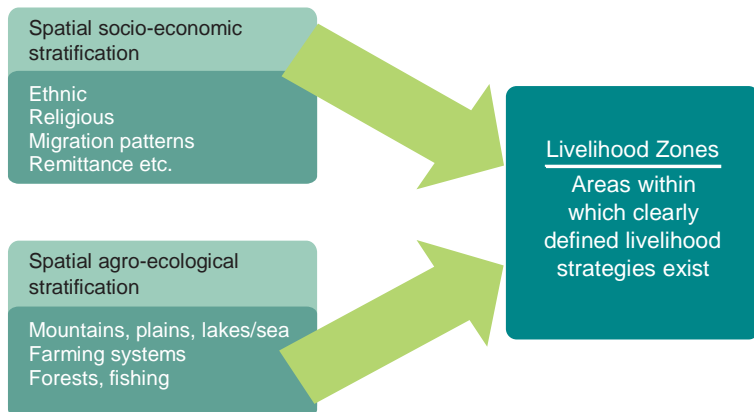 Spatial socio-economic
stratification
Ethnic
Religious
Migration patterns
Remittance etc.
Spatial agro-ecological
stratification
Mountains, plains, lakes/sea
Farming systems
Forests, fishing
Livelihood Zones
Areas within
which clearly
defined livelihood
strategies exist